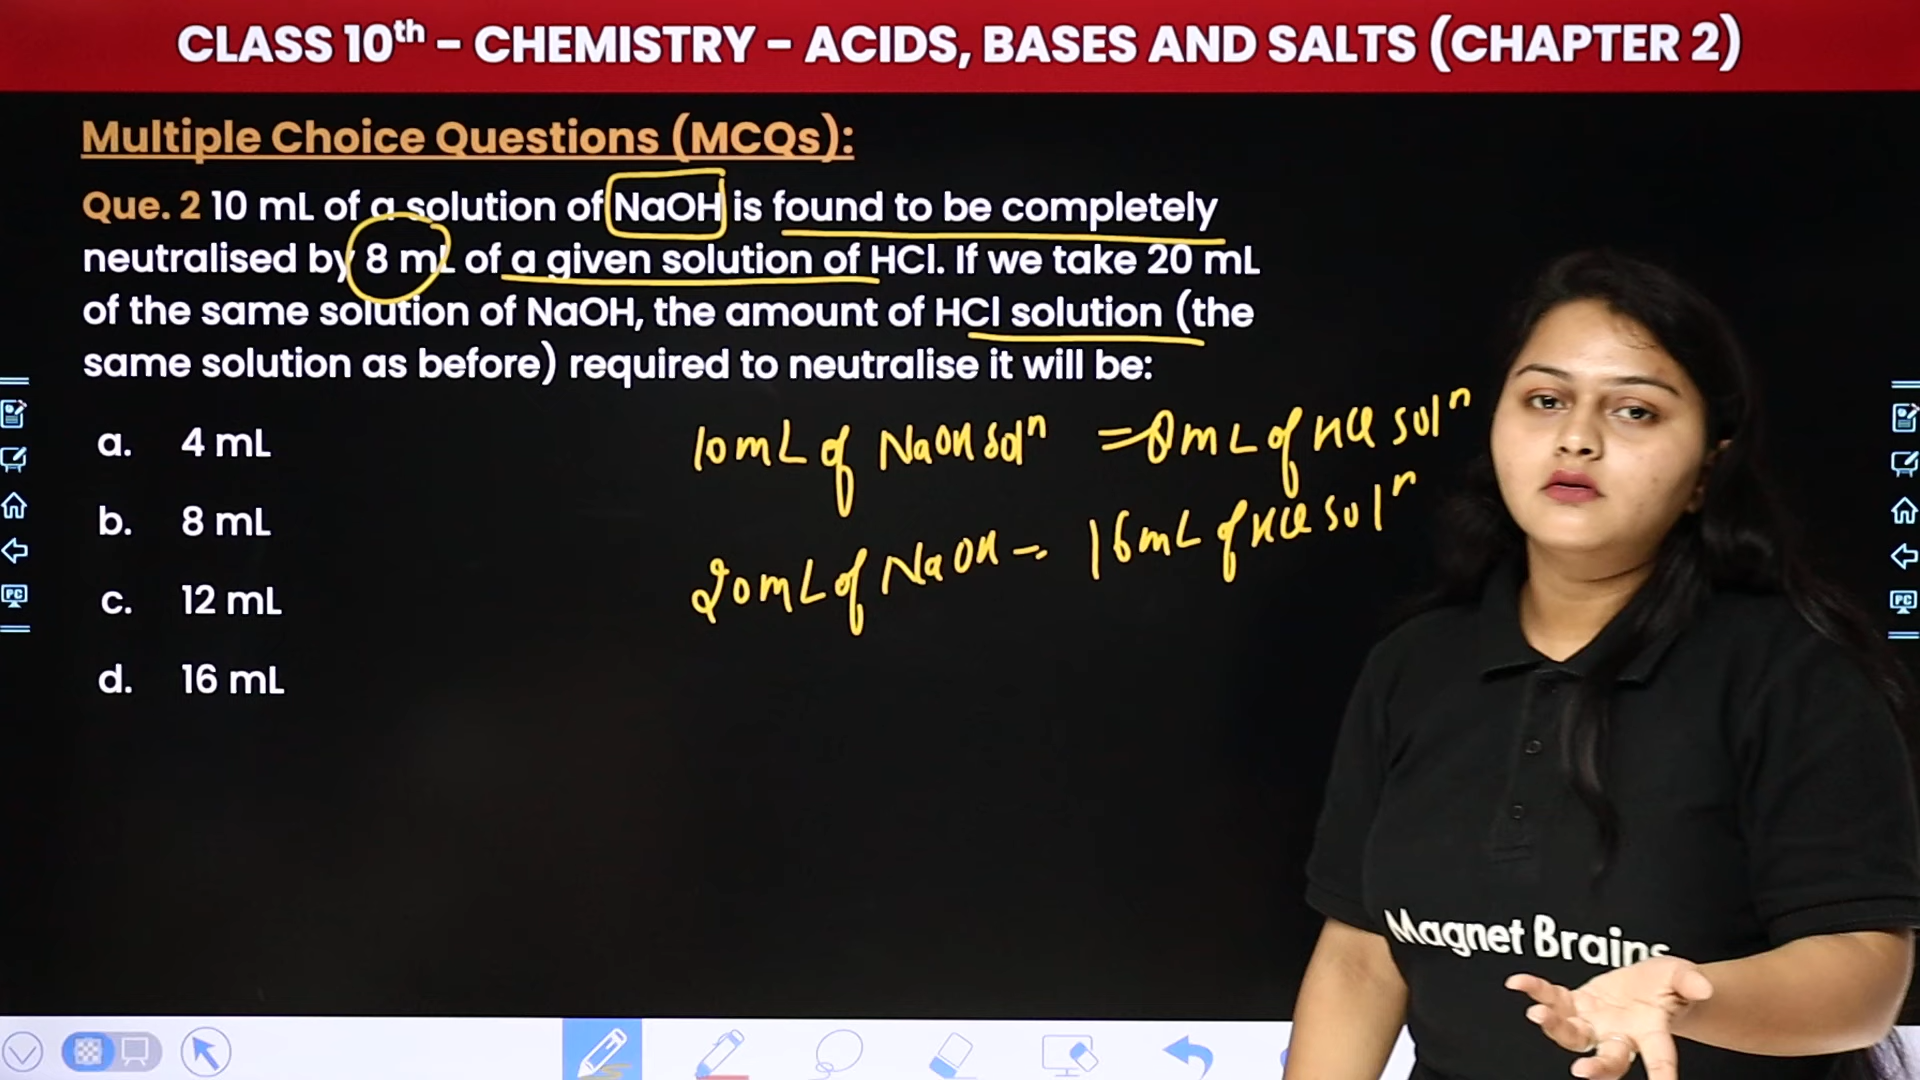 CLASS 10th - CHEMISTRY - ACIDS, BASES AND SALTS (CHAPTER 2)
Multiple Choice Questions (MCQs):
Que. 2 10 mL of a solution of NaOH is found to be completely
neutralised by 8 mL of a given solution of HCl. If we take 20 mL
of the same solution of NaOH, the amount of HCl solution (the
same solution as before) required to neutralise it will be:
a. 4 mL
b. 8 mL
c. 12 mL
d. 16 mL
10mL of NaOH solⁿ = 8mL of HCl solⁿ
20mL of NaOH = 16mL of HCl solⁿ
Magnet Brains
PC
PC